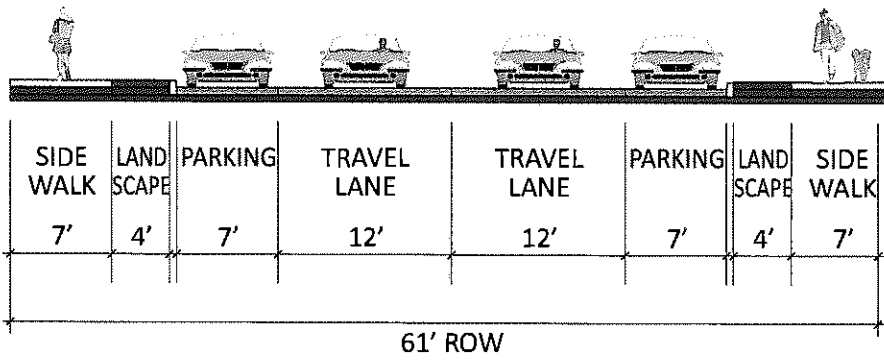 SIDE WALK
7'
LAND SCAPE
4'
PARKING
7'
TRAVEL LANE
12'
TRAVEL LANE
12'
PARKING
7'
LAND SCAPE
4'
SIDE WALK
7'
61' ROW